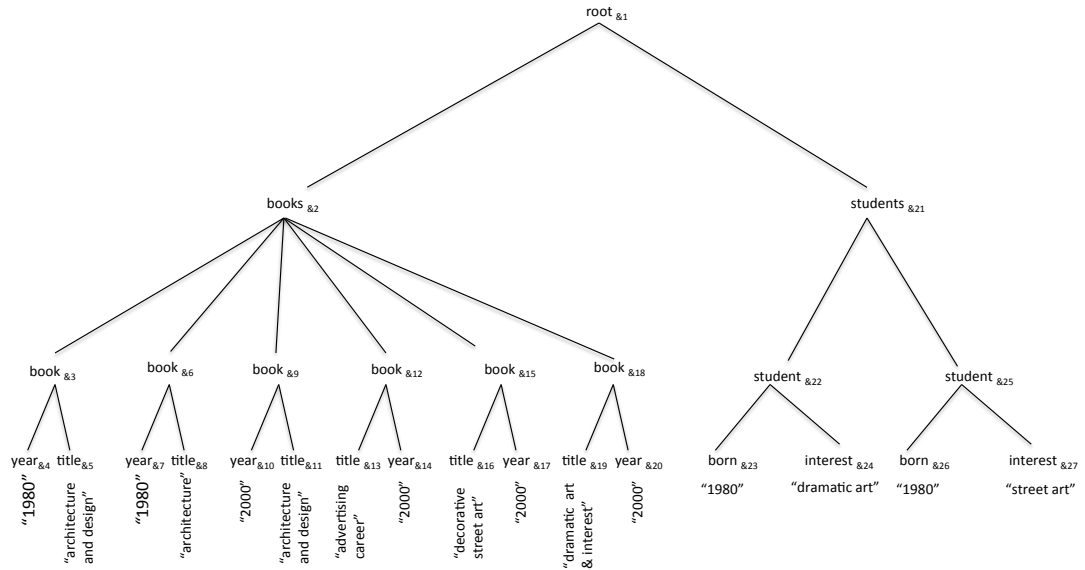 root &1
books &2
students &21
book &3
book &6
book &9
book &12
book &15
book &18
student &22
student &25
year&4 title&5
year&7 title&8
year&10 title&11
title&13 year&14
title&16 year&17
title&19 year&20
born &23
interest &24
born &26
interest &27
“1980”
“architecture
and design”
“1980”
“architecture”
“2000”
“architecture
and design”
“advertising
career”
“2000”
“decorative
street art”
“2000”
“dramatic art
& interest”
“2000”
“1980”
“dramatic art”
“1980”
“street art”